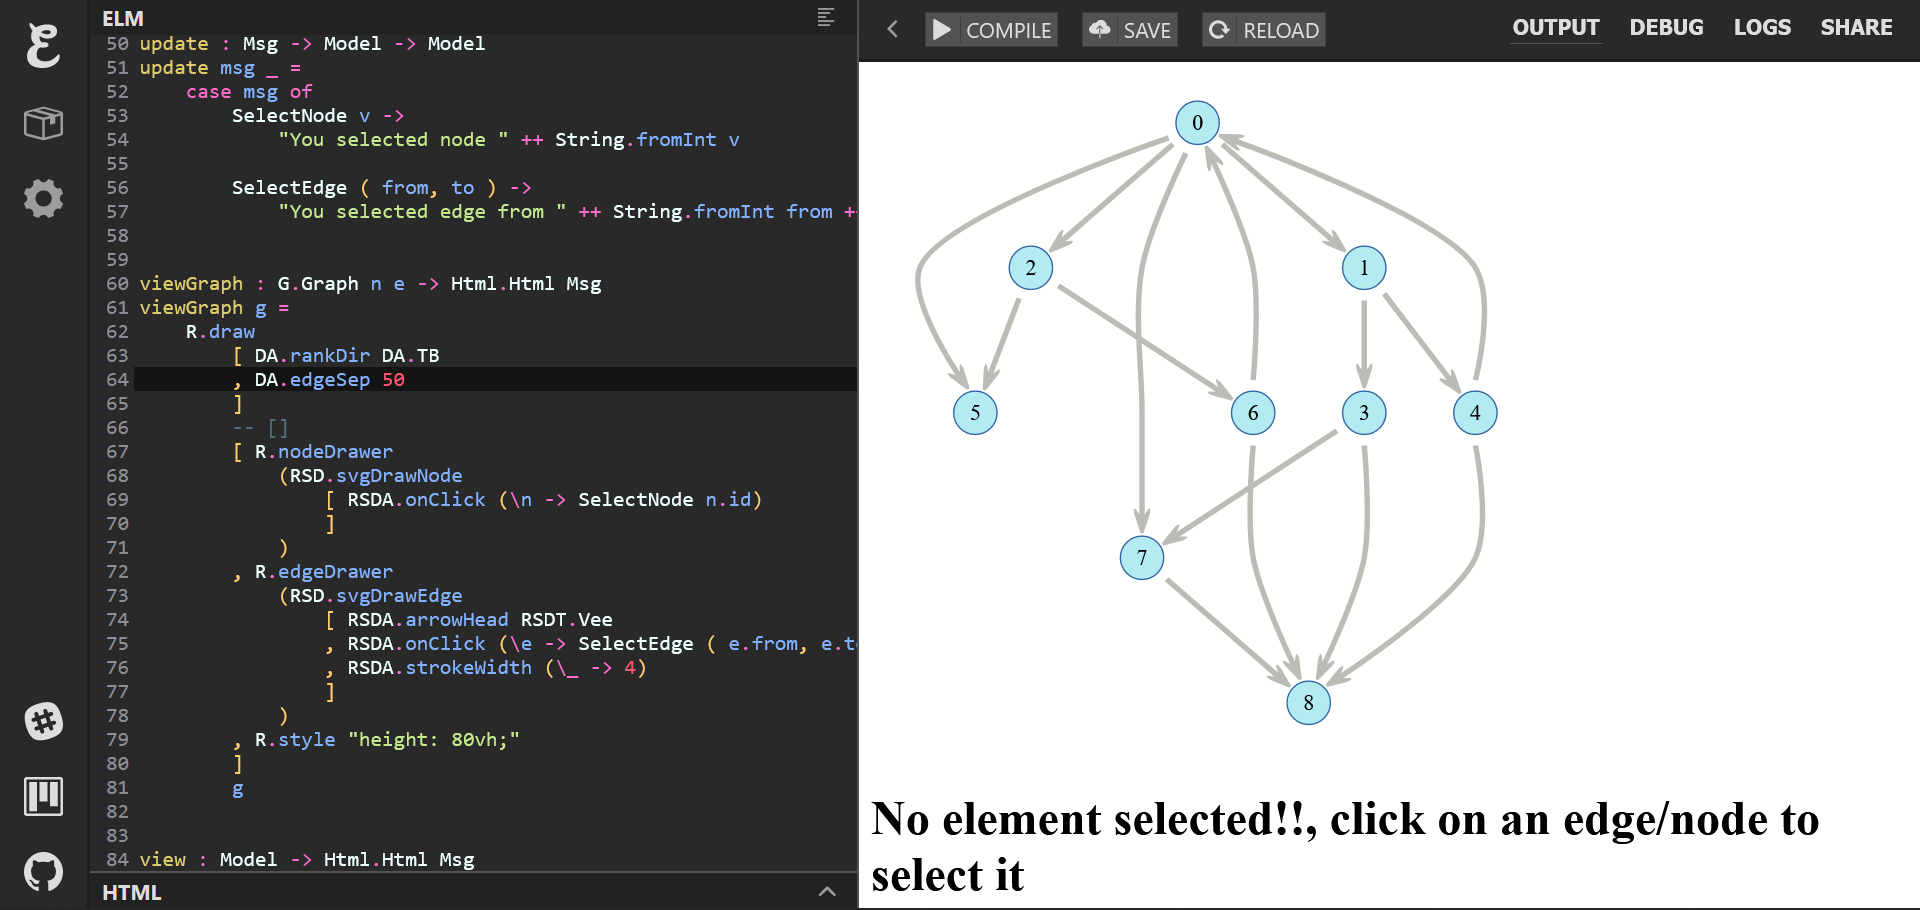 ELM
50 update : Msg -> Model -> Model
51 update msg _ =
52     case msg of
53         SelectNode v ->
54             "You selected node " ++ String.fromInt v
55
56         SelectEdge ( from, to ) ->
57             "You selected edge from " ++ String.fromInt from +
58
59
60 viewGraph : G.Graph n e -> Html.Html Msg
61 viewGraph g =
62     R.draw
63         [ DA.rankDir DA.TB
64         , DA.edgeSep 50
65         ]
66         -- []
67         [ R.nodeDrawer
68             (RSD.svgDrawNode
69                 [ RSDA.onClick (\n -> SelectNode n.id)
70                 ]
71             )
72         , R.edgeDrawer
73             (RSD.svgDrawEdge
74                 [ RSDA.arrowHead RSDT.Vee
75                 , RSDA.onClick (\e -> SelectEdge ( e.from, e.t
76                 , RSDA.strokeWidth (\_ -> 4)
77                 ]
78             )
79         , R.style "height: 80vh;"
80         ]
81         g
82
83
84 view : Model -> Html.Html Msg
HTML
COMPILE SAVE RELOAD OUTPUT DEBUG LOGS SHARE
0
2 1
5 6 3 4
7
8
No element selected!!, click on an edge/node to
select it